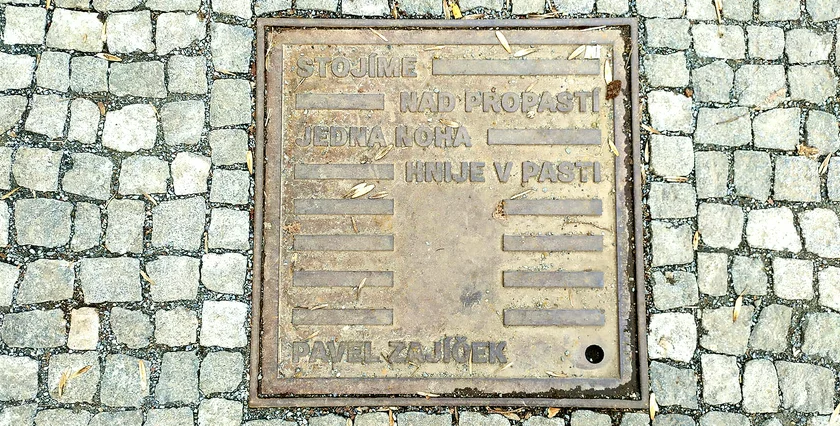 STOJÍME
NAD PROPASTÍ
JEDNA NOHA
HNIJE V PASTI
PAVEL ZAJÍČEK